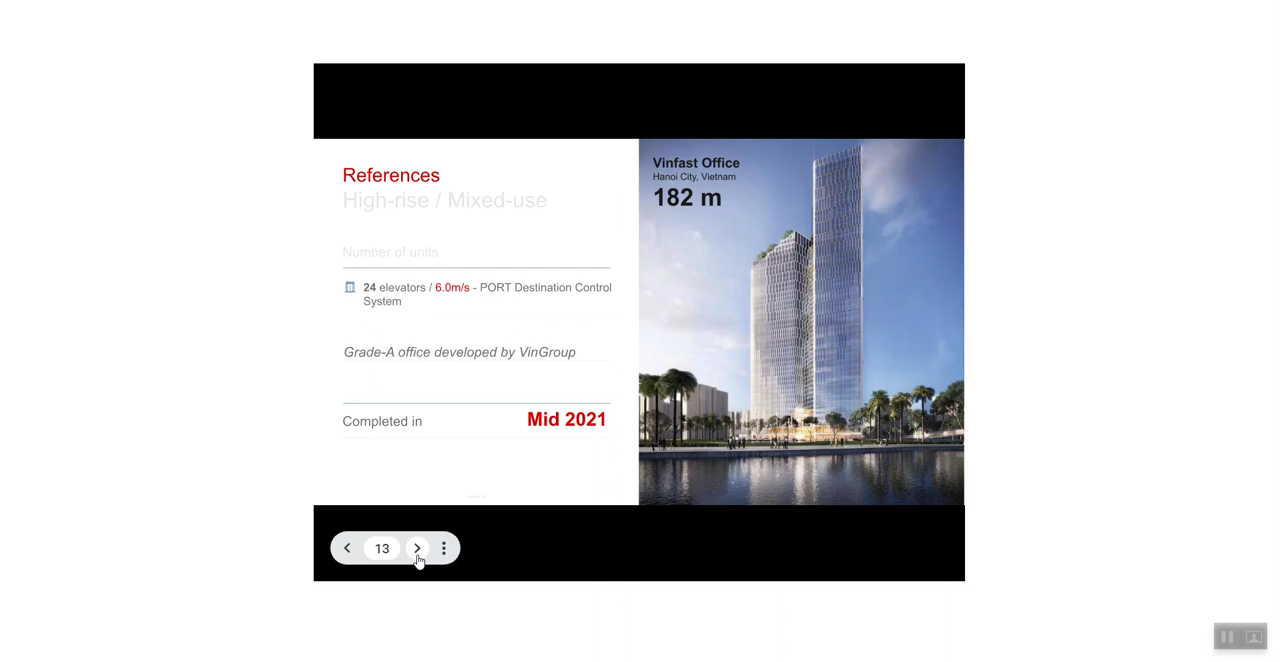 References
High-rise / Mixed-use
Number of units
24 elevators / 6.0m/s - PORT Destination Control
System
Grade-A office developed by VinGroup
Completed in
Mid 2021
Vinfast Office
Hanoi City, Vietnam
182 m
13